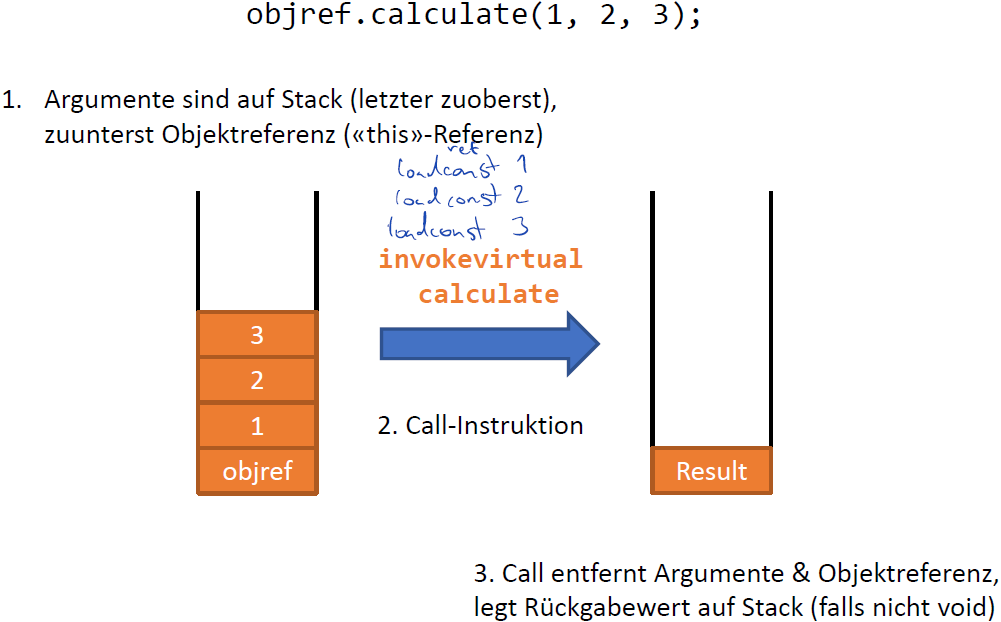 objref.calculate(1, 2, 3);
1. Argumente sind auf Stack (letzter zuoberst),
zuunterst Objektreferenz («this»-Referenz)
ref
loadconst 1
loadconst 2
loadconst 3
invokevirtual
calculate
3
2
1
objref
2. Call-Instruktion
Result
3. Call entfernt Argumente & Objektreferenz,
legt Rückgabewert auf Stack (falls nicht void)